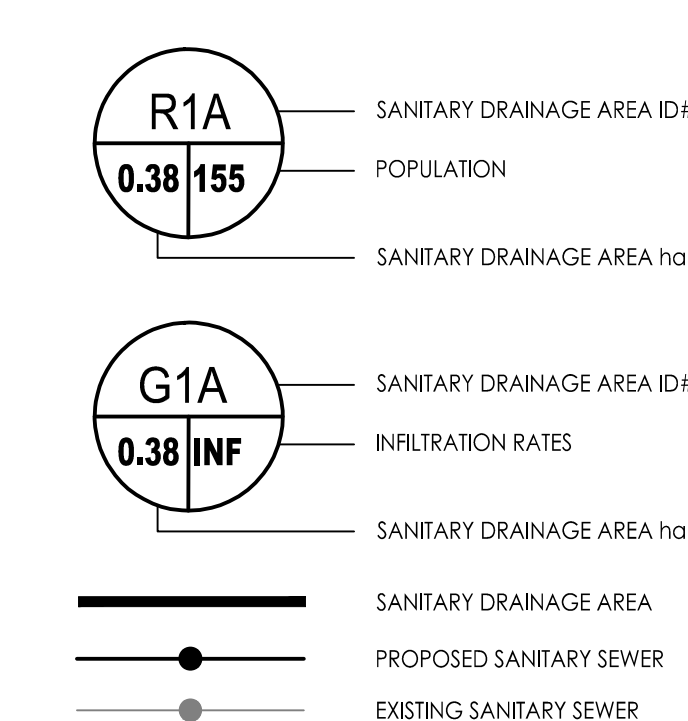 R1A
SANITARY DRAINAGE AREA ID#
0.38 155
POPULATION
SANITARY DRAINAGE AREA ha
G1A
SANITARY DRAINAGE AREA ID#
0.38 INF
INFILTRATION RATES
SANITARY DRAINAGE AREA ha
SANITARY DRAINAGE AREA
PROPOSED SANITARY SEWER
EXISTING SANITARY SEWER